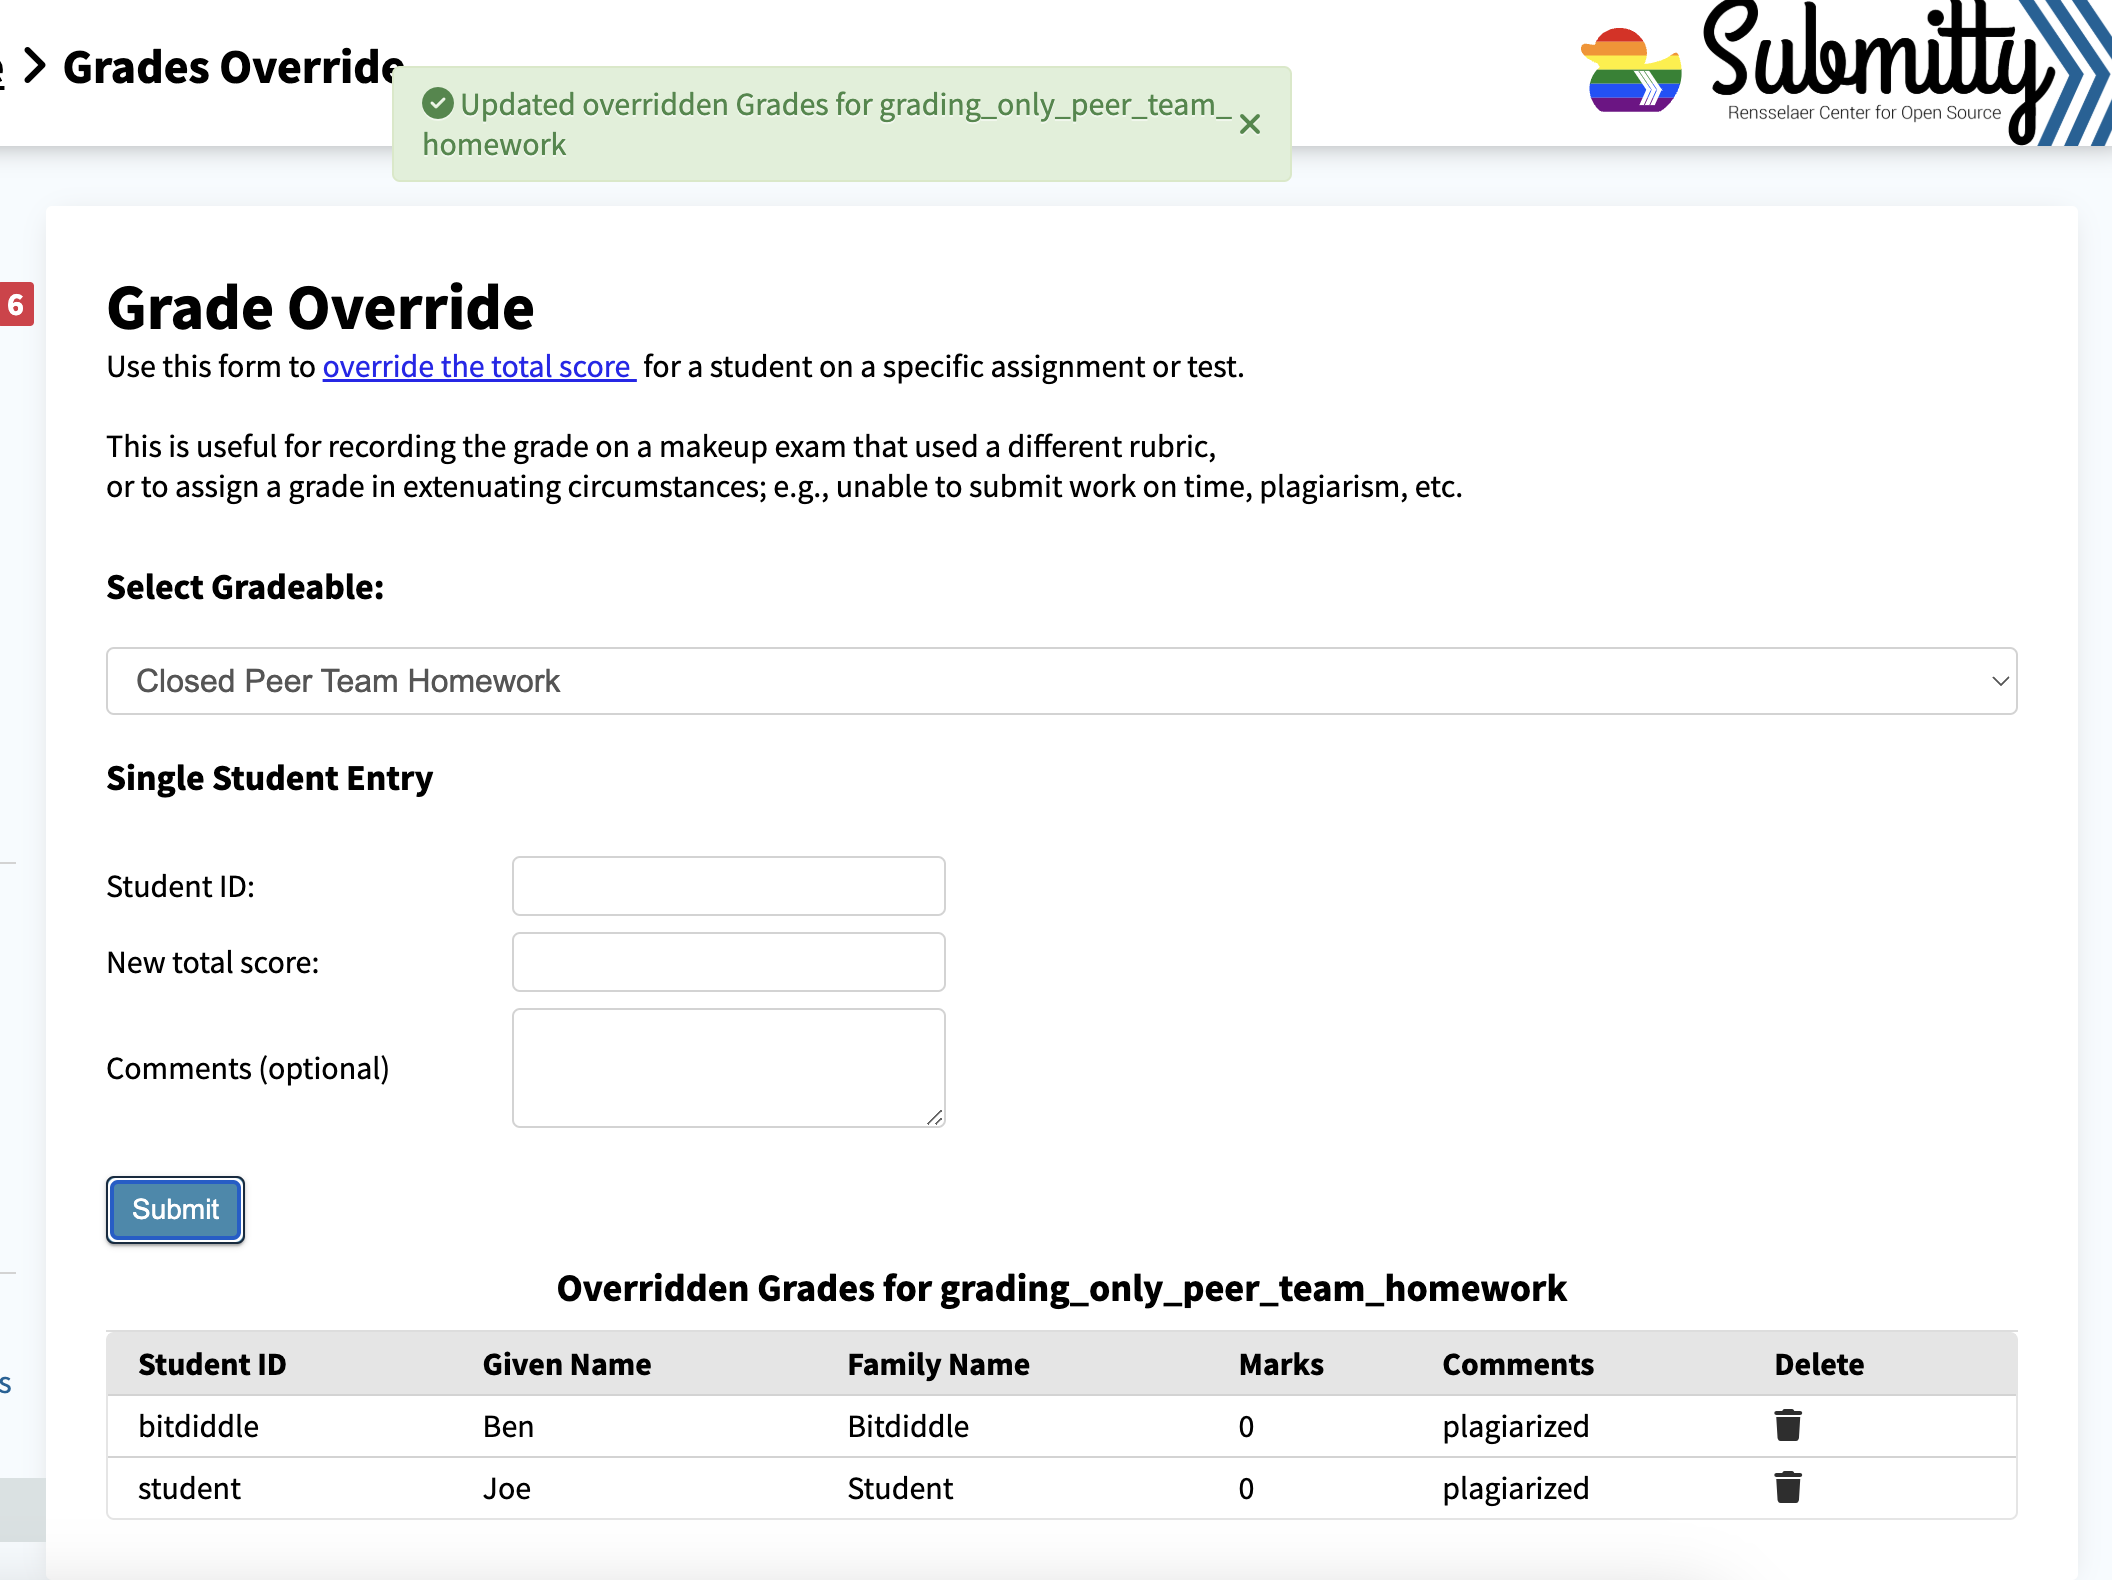 e > Grades Override
Updated overridden Grades for grading_only_peer_team_
homework
Submitty
Rensselaer Center for Open Source
6
Grade Override
Use this form to override the total score for a student on a specific assignment or test.
This is useful for recording the grade on a makeup exam that used a different rubric,
or to assign a grade in extenuating circumstances; e.g., unable to submit work on time, plagiarism, etc.
Select Gradeable:
Closed Peer Team Homework
Single Student Entry
Student ID:
New total score:
Comments (optional)
Submit
Overridden Grades for grading_only_peer_team_homework
Student ID Given Name Family Name Marks Comments Delete
s
bitdiddle Ben Bitdiddle 0 plagiarized
student Joe Student 0 plagiarized